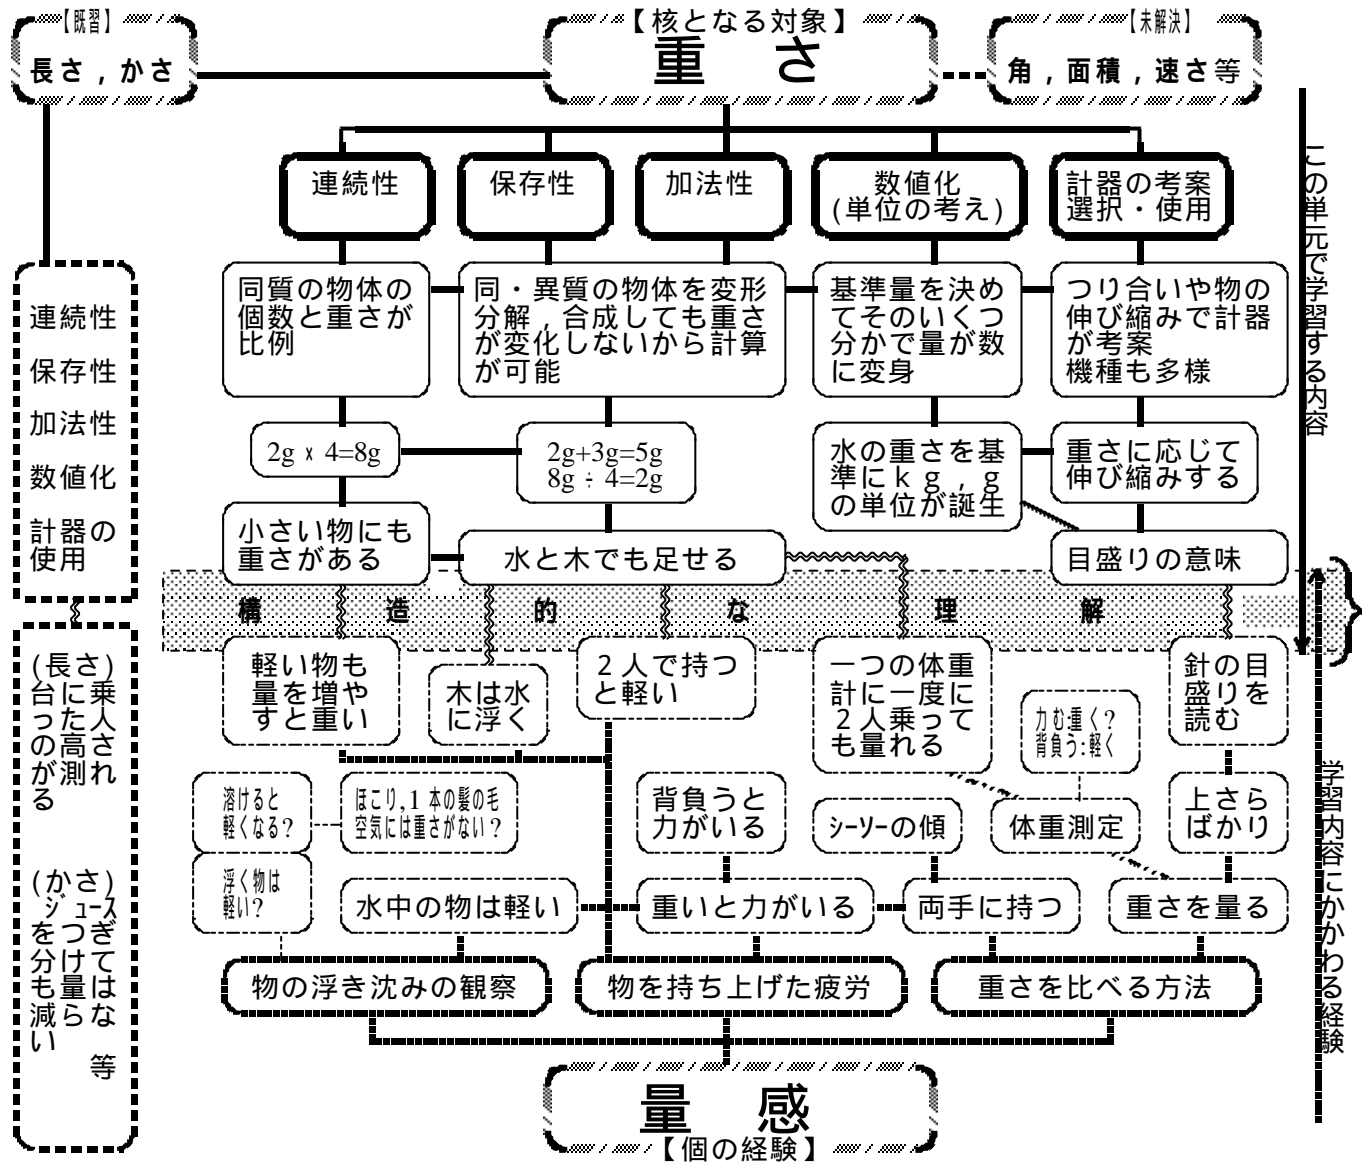 【既習】
長さ，かさ
【核となる対象】
重さ
【未解決】
角，面積，速さ等
連続性
保存性
加法性
数値化
(単位の考え)
計器の考案
選択・使用
この単元で学習する内容
連続性
保存性
加法性
数値化
計器の
使用
同質の物体の
個数と重さが
比例
同・異質の物体を変形
分解，合成しても重さ
が変化しないから計算
が可能
基準量を決め
てそのいくつ
分かで量が数
に変身
つり合いや物の
伸び縮みで計器
が考案
機種も多様
2g×4=8g
2g+3g=5g
8g÷4=2g
水の重さを基
準にｋｇ，ｇ
の単位が誕生
重さに応じて
伸び縮みする
小さい物にも
重さがある
水と木でも足せる
目盛りの意味
構造的な理解
(長さ)
台に乗
った人
の高さ
が測れ
る
(かさ)
ジュース
をつぎ
分けて
も量は
減らな
い
等
軽い物も
量を増や
すと重い
木は水
に浮く
２人で持つ
と軽い
一つの体重
計に一度に
２人乗って
も量れる
力む:重く？
背負う:軽く
針の目
盛りを
読む
溶けると
軽くなる？
ほこり,１本の髪の毛
空気には重さがない？
背負うと
力がいる
シーソーの傾
体重測定
上さら
ばかり
浮く物は
軽い？
水中の物は軽い
重いと力がいる
両手に持つ
重さを量る
学習内容にかかわる経験
物の浮き沈みの観察
物を持ち上げた疲労
重さを比べる方法
量感
【個の経験】